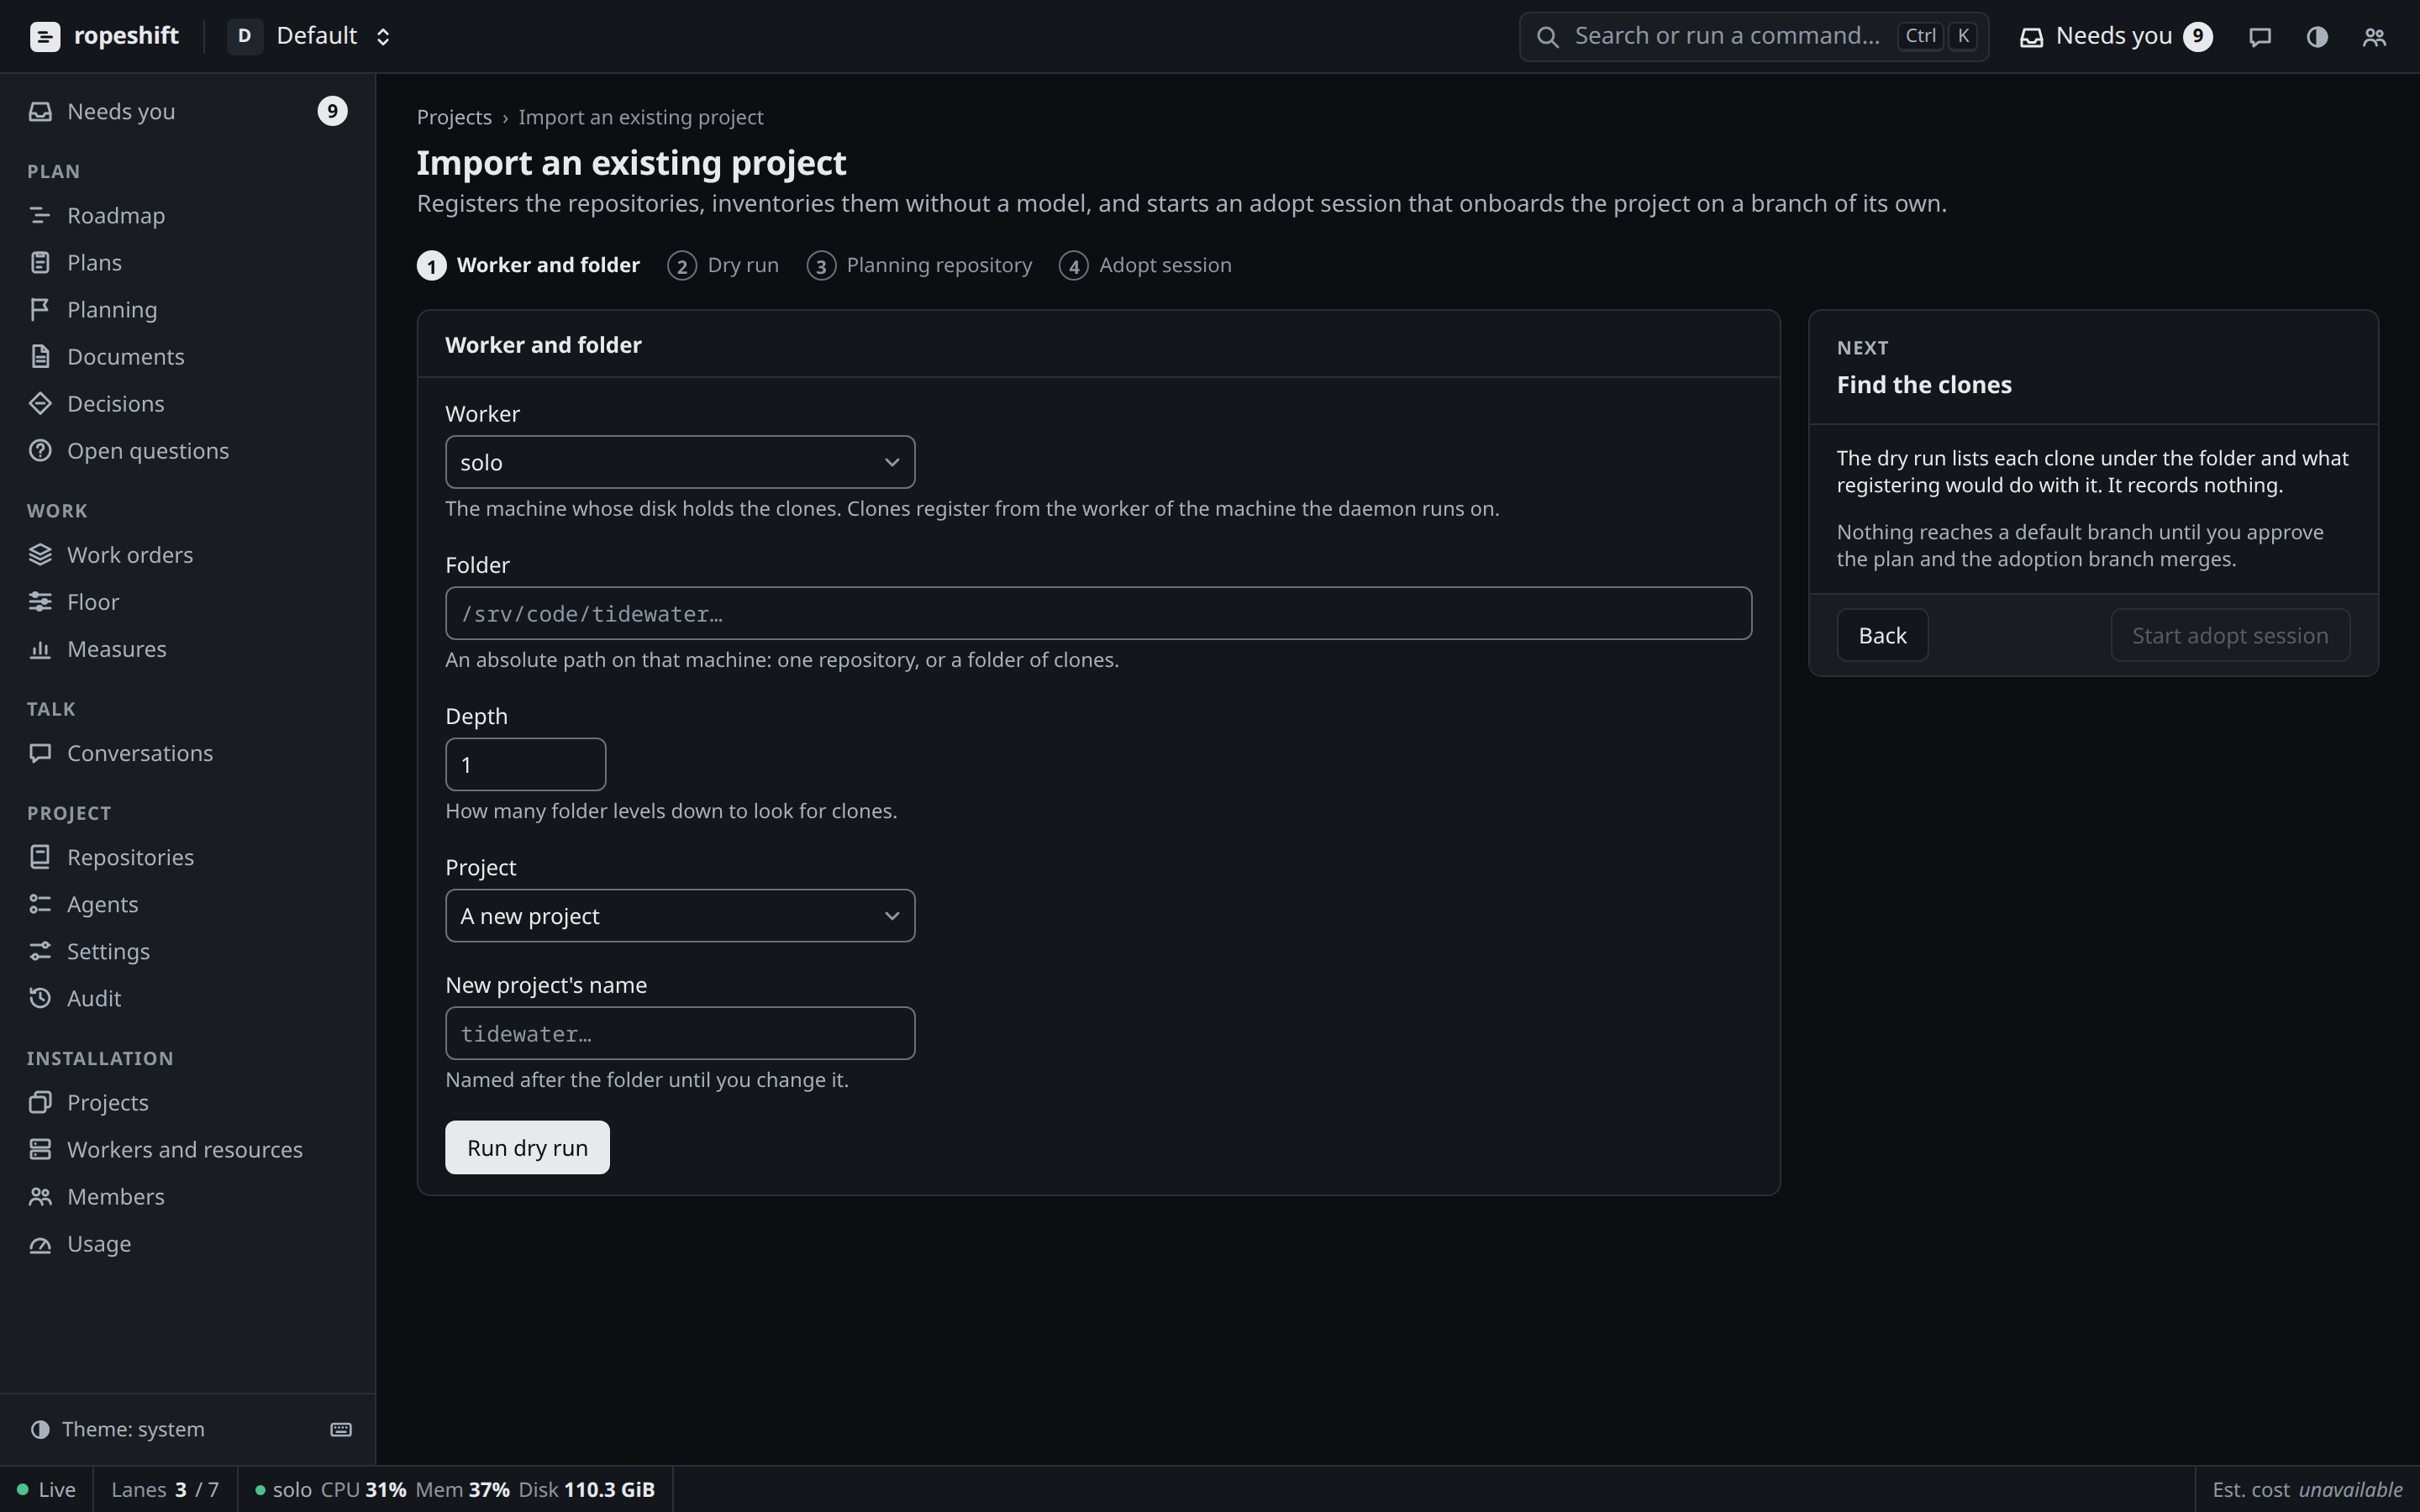 ropeshift
D Default
Search or run a command... Ctrl K
Needs you 9
Needs you 9
PLAN
Roadmap
Plans
Planning
Documents
Decisions
Open questions
WORK
Work orders
Floor
Measures
TALK
Conversations
PROJECT
Repositories
Agents
Settings
Audit
INSTALLATION
Projects
Workers and resources
Members
Usage
Theme: system
Projects › Import an existing project
Import an existing project
Registers the repositories, inventories them without a model, and starts an adopt session that onboards the project on a branch of its own.
1 Worker and folder 2 Dry run 3 Planning repository 4 Adopt session
Worker and folder
Worker
solo
The machine whose disk holds the clones. Clones register from the worker of the machine the daemon runs on.
Folder
/srv/code/tidewater…
An absolute path on that machine: one repository, or a folder of clones.
Depth
1
How many folder levels down to look for clones.
Project
A new project
New project's name
tidewater…
Named after the folder until you change it.
Run dry run
NEXT
Find the clones
The dry run lists each clone under the folder and what
registering would do with it. It records nothing.
Nothing reaches a default branch until you approve
the plan and the adoption branch merges.
Back
Start adopt session
Live
Lanes 3 / 7
solo CPU 31% Mem 37% Disk 110.3 GiB
Est. cost unavailable